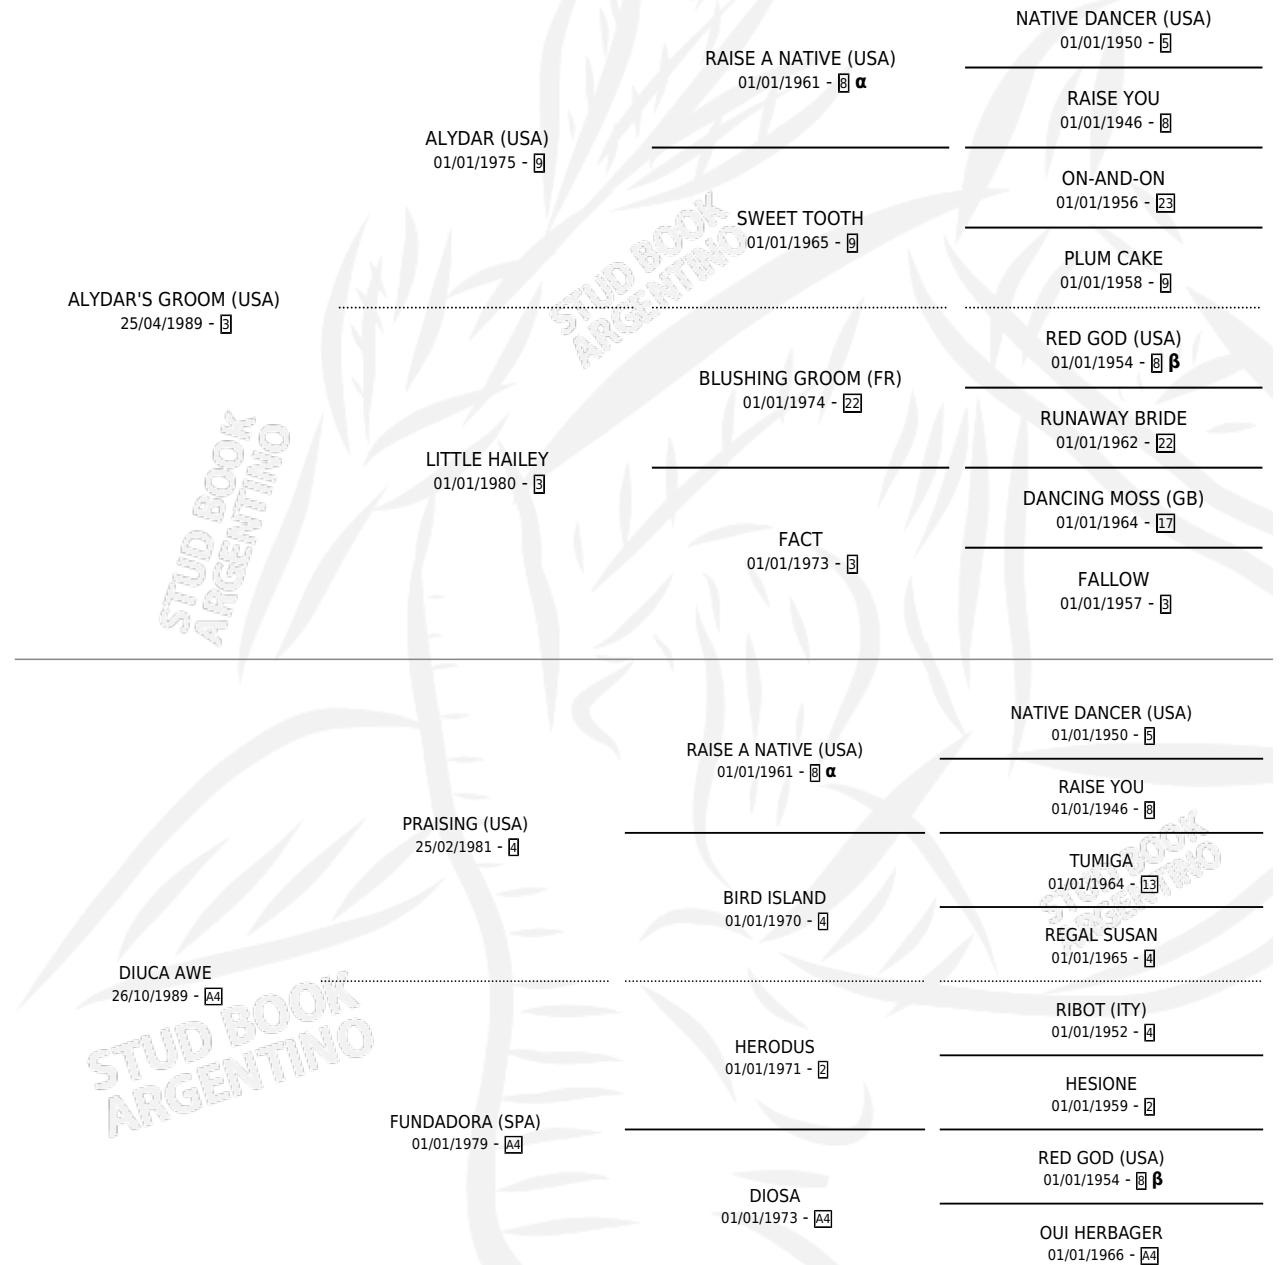 NATIVE DANCER (USA)
01/01/1950 - 5
RAISE A NATIVE (USA)
01/01/1961 - 8 α
RAISE YOU
01/01/1946 - 8
ALYDAR (USA)
01/01/1975 - 9
ON-AND-ON
01/01/1956 - 23
SWEET TOOTH
01/01/1965 - 9
PLUM CAKE
01/01/1958 - 9
STUD BOOK
ARGENTINO
ALYDAR'S GROOM (USA)
25/04/1989 - 3
RED GOD (USA)
01/01/1954 - 8 β
BLUSHING GROOM (FR)
01/01/1974 - 22
RUNAWAY BRIDE
01/01/1962 - 22
LITTLE HAILEY
01/01/1980 - 3
DANCING MOSS (GB)
01/01/1964 - 17
STUD BOOK
ARGENTINO
FACT
01/01/1973 - 3
FALLOW
01/01/1957 - 3
NATIVE DANCER (USA)
01/01/1950 - 5
RAISE A NATIVE (USA)
01/01/1961 - 8 α
RAISE YOU
01/01/1946 - 8
PRAISING (USA)
25/02/1981 - 4
TUMIGA
01/01/1964 - 13
STUD BOOK
ARGENTINO
BIRD ISLAND
01/01/1970 - 4
REGAL SUSAN
01/01/1965 - 4
DIUCA AWE
26/10/1989 - A4
STUD BOOK
ARGENTINO
RIBOT (ITY)
01/01/1952 - 4
HERODUS
01/01/1971 - 2
HESIONE
01/01/1959 - 2
FUNDADORA (SPA)
01/01/1979 - A4
RED GOD (USA)
01/01/1954 - 8 β
DIOSA
01/01/1973 - A4
OUI HERBAGER
01/01/1966 - A4